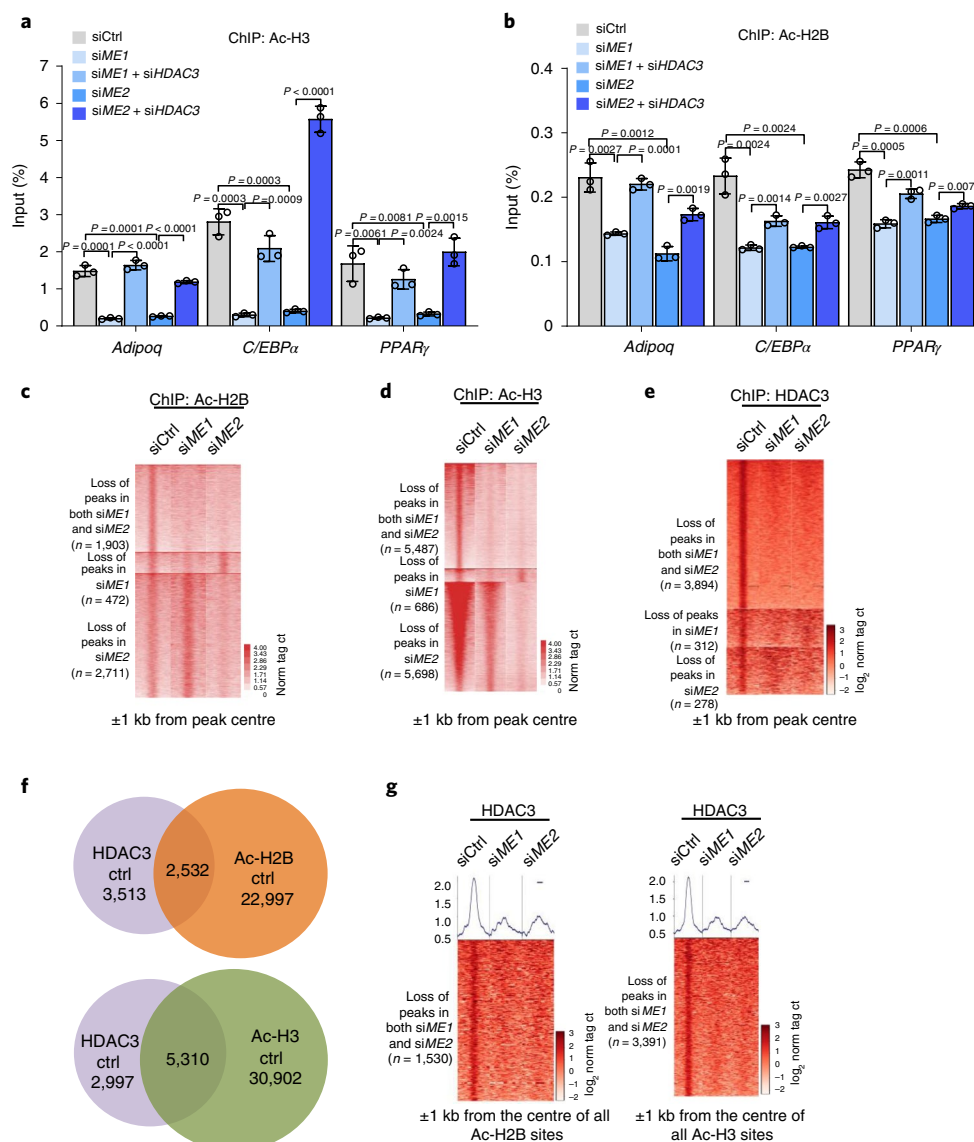 a
ChIP: Ac-H3
siCtrl
siME1
siME1 + siHDAC3
siME2
siME2 + siHDAC3
Input (%)
7
6
5
4
3
2
1
0
P < 0.0001
P = 0.0003
P = 0.0003
P = 0.0009
P = 0.0001
P = 0.0001
P < 0.0001
P < 0.0001
P = 0.0081
P = 0.0061
P = 0.0024
P = 0.0015
Adipoq
C/EBPα
PPARγ
b
ChIP: Ac-H2B
siCtrl
siME1
siME1 + siHDAC3
siME2
siME2 + siHDAC3
Input (%)
0.4
0.3
0.2
0.1
0
P = 0.0012
P = 0.0027
P = 0.0001
P = 0.0019
P = 0.0024
P = 0.0024
P = 0.0014
P = 0.0027
P = 0.0006
P = 0.0005
P = 0.0011
P = 0.007
Adipoq
C/EBPα
PPARγ
c
ChIP: Ac-H2B
siCtrl
siME1
siME2
Loss of
peaks in
both siME1
and siME2
(n = 1,903)
Loss of
peaks in
siME1
(n = 472)
Loss of
peaks in
siME2
(n = 2,711)
4.00
3.43
2.86
2.29
1.71
1.14
0.57
0
Norm tag ct
±1 kb from peak centre
d
ChIP: Ac-H3
siCtrl
siME1
siME2
Loss of
peaks in
both siME1
and siME2
(n = 5,487)
Loss of
peaks in
siME1
(n = 686)
Loss of
peaks in
siME2
(n = 5,698)
4.00
3.43
2.86
2.29
1.71
1.14
0.57
0
Norm tag ct
±1 kb from peak centre
e
ChIP: HDAC3
siCtrl
siME1
siME2
Loss of
peaks in
both siME1
and siME2
(n = 3,894)
Loss of peaks
in siME1
(n = 312)
Loss of
peaks in
siME2
(n = 278)
3
2
1
0
−1
−2
log2 norm tag ct
±1 kb from peak centre
f
HDAC3
ctrl
3,513
2,532
Ac-H2B
ctrl
22,997
HDAC3
ctrl
2,997
5,310
Ac-H3
ctrl
30,902
g
HDAC3
siCtrl
siME1
siME2
2.0
1.5
1.0
0.5
Loss of
peaks in
both siME1
and siME2
(n = 1,530)
3
2
1
0
−1
−2
log2 norm tag ct
±1 kb from the centre of all
Ac-H2B sites
HDAC3
siCtrl
siME1
siME2
2.0
1.5
1.0
0.5
Loss of
peaks in
both siME1
and siME2
(n = 3,391)
3
2
1
0
−1
−2
log2 norm tag ct
±1 kb from the centre of
all Ac-H3 sites